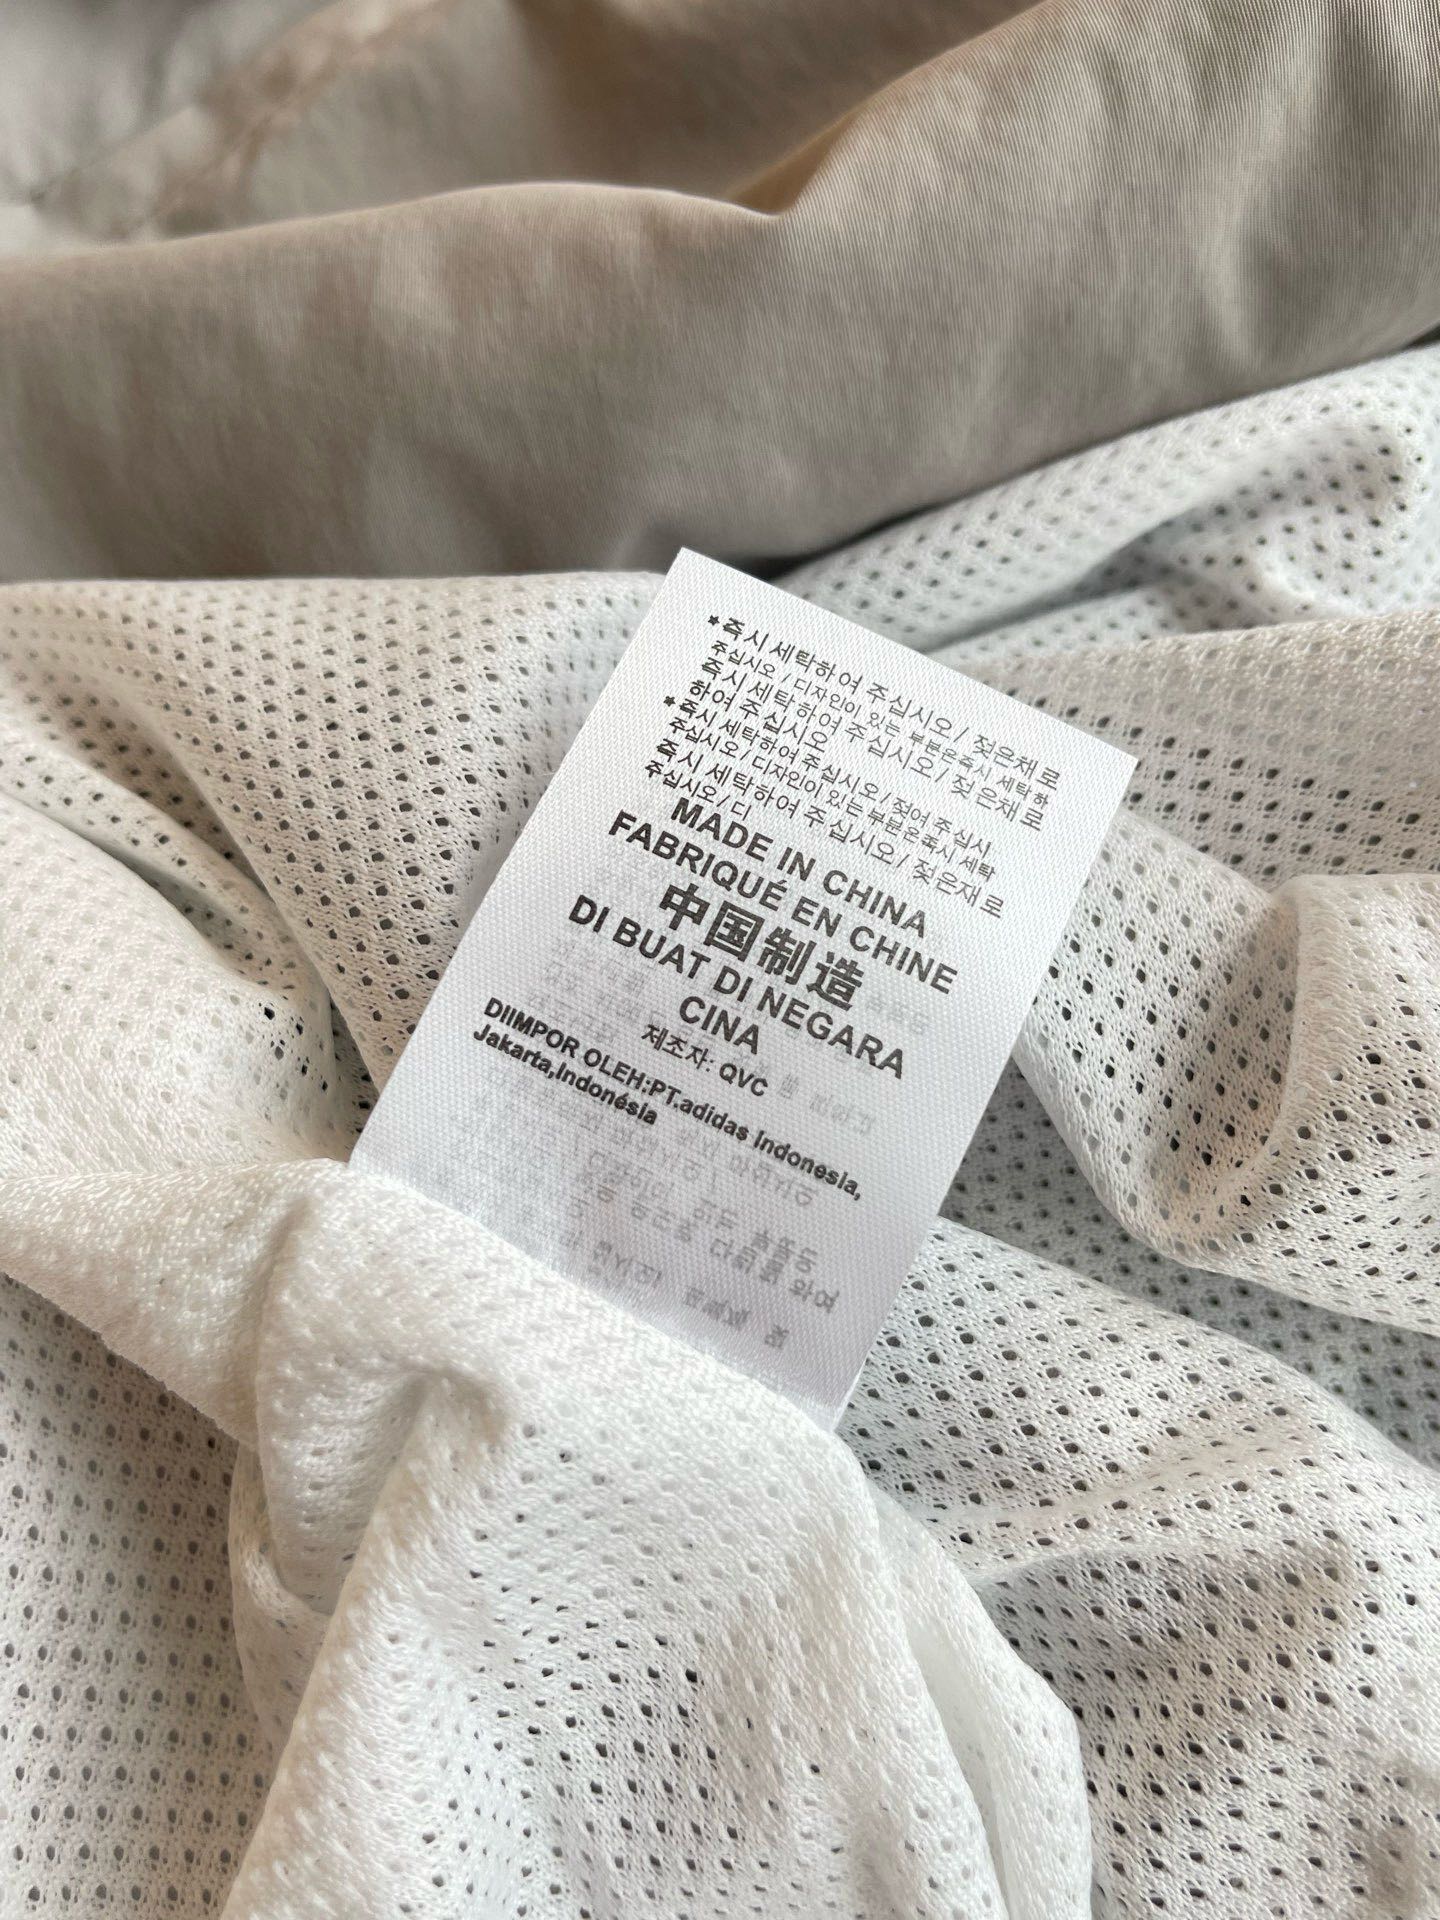 *즉시세탁하여 주십시오 / 젖은채로
주십시오 / 디자인이 있는 부분은즉시 세탁하
즉시 세탁하여 주십시오 / 젖은채로
하여 주십시오
*즉시세탁하여 주십시오 / 젖여 주십시
주십시오 / 디자인이 있는 부분은즉시 세탁
즉시 세탁하여 주십시오 / 젖은재로
주십시오 / 디
MADE IN CHINA
FABRIQUÉ EN CHINE
中国制造
DI BUAT DI NEGARA
CINA
제조자: QVC
DIIMPOR OLEH:PT.adidas Indonesia,
Jakarta,Indonésia